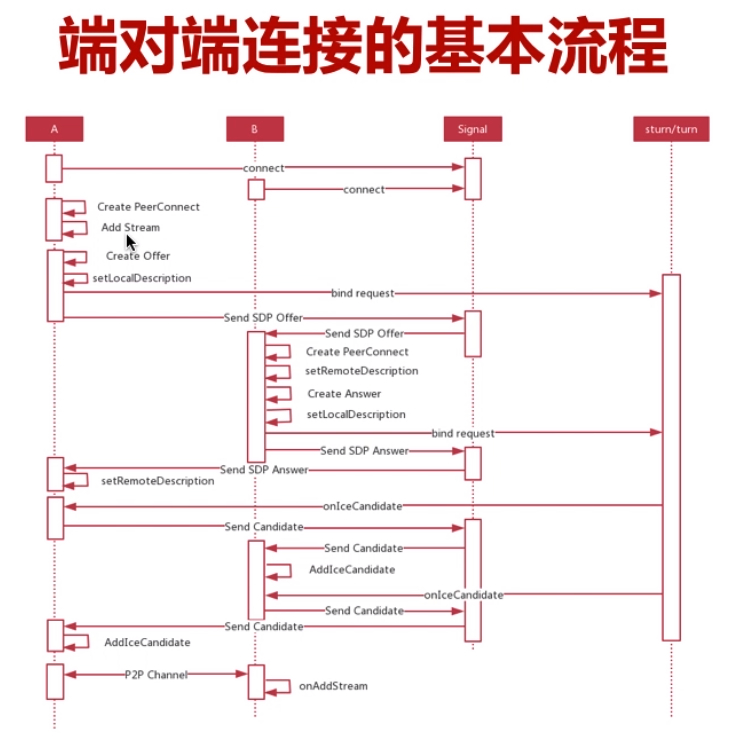 端对端连接的基本流程
A
B
Signal
sturn/turn
connect
connect
Create PeerConnect
Add Stream
Create Offer
setLocalDescription
bind request
Send SDP Offer
Send SDP Offer
Create PeerConnect
setRemoteDescription
Create Answer
setLocalDescription
bind request
Send SDP Answer
Send SDP Answer
setRemoteDescription
onIceCandidate
Send Candidate
Send Candidate
AddIceCandidate
onIceCandidate
Send Candidate
Send Candidate
AddIceCandidate
P2P Channel
onAddStream